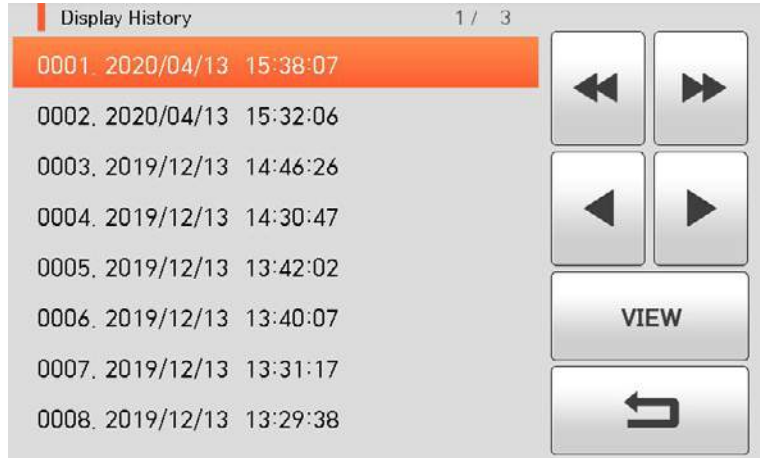 Display History 1/ 3
0001. 2020/04/13 15:38:07
0002. 2020/04/13 15:32:06
0003. 2019/12/13 14:46:26
0004. 2019/12/13 14:30:47
0005. 2019/12/13 13:42:02
0006. 2019/12/13 13:40:07
0007. 2019/12/13 13:31:17
0008. 2019/12/13 13:29:38
VIEW